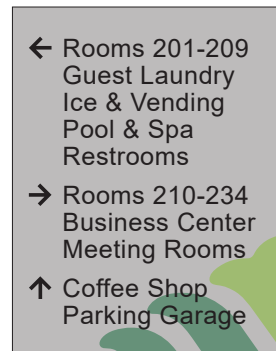 ← Rooms 201-209
Guest Laundry
Ice & Vending
Pool & Spa
Restrooms
→ Rooms 210-234
Business Center
Meeting Rooms
↑ Coffee Shop
Parking Garage